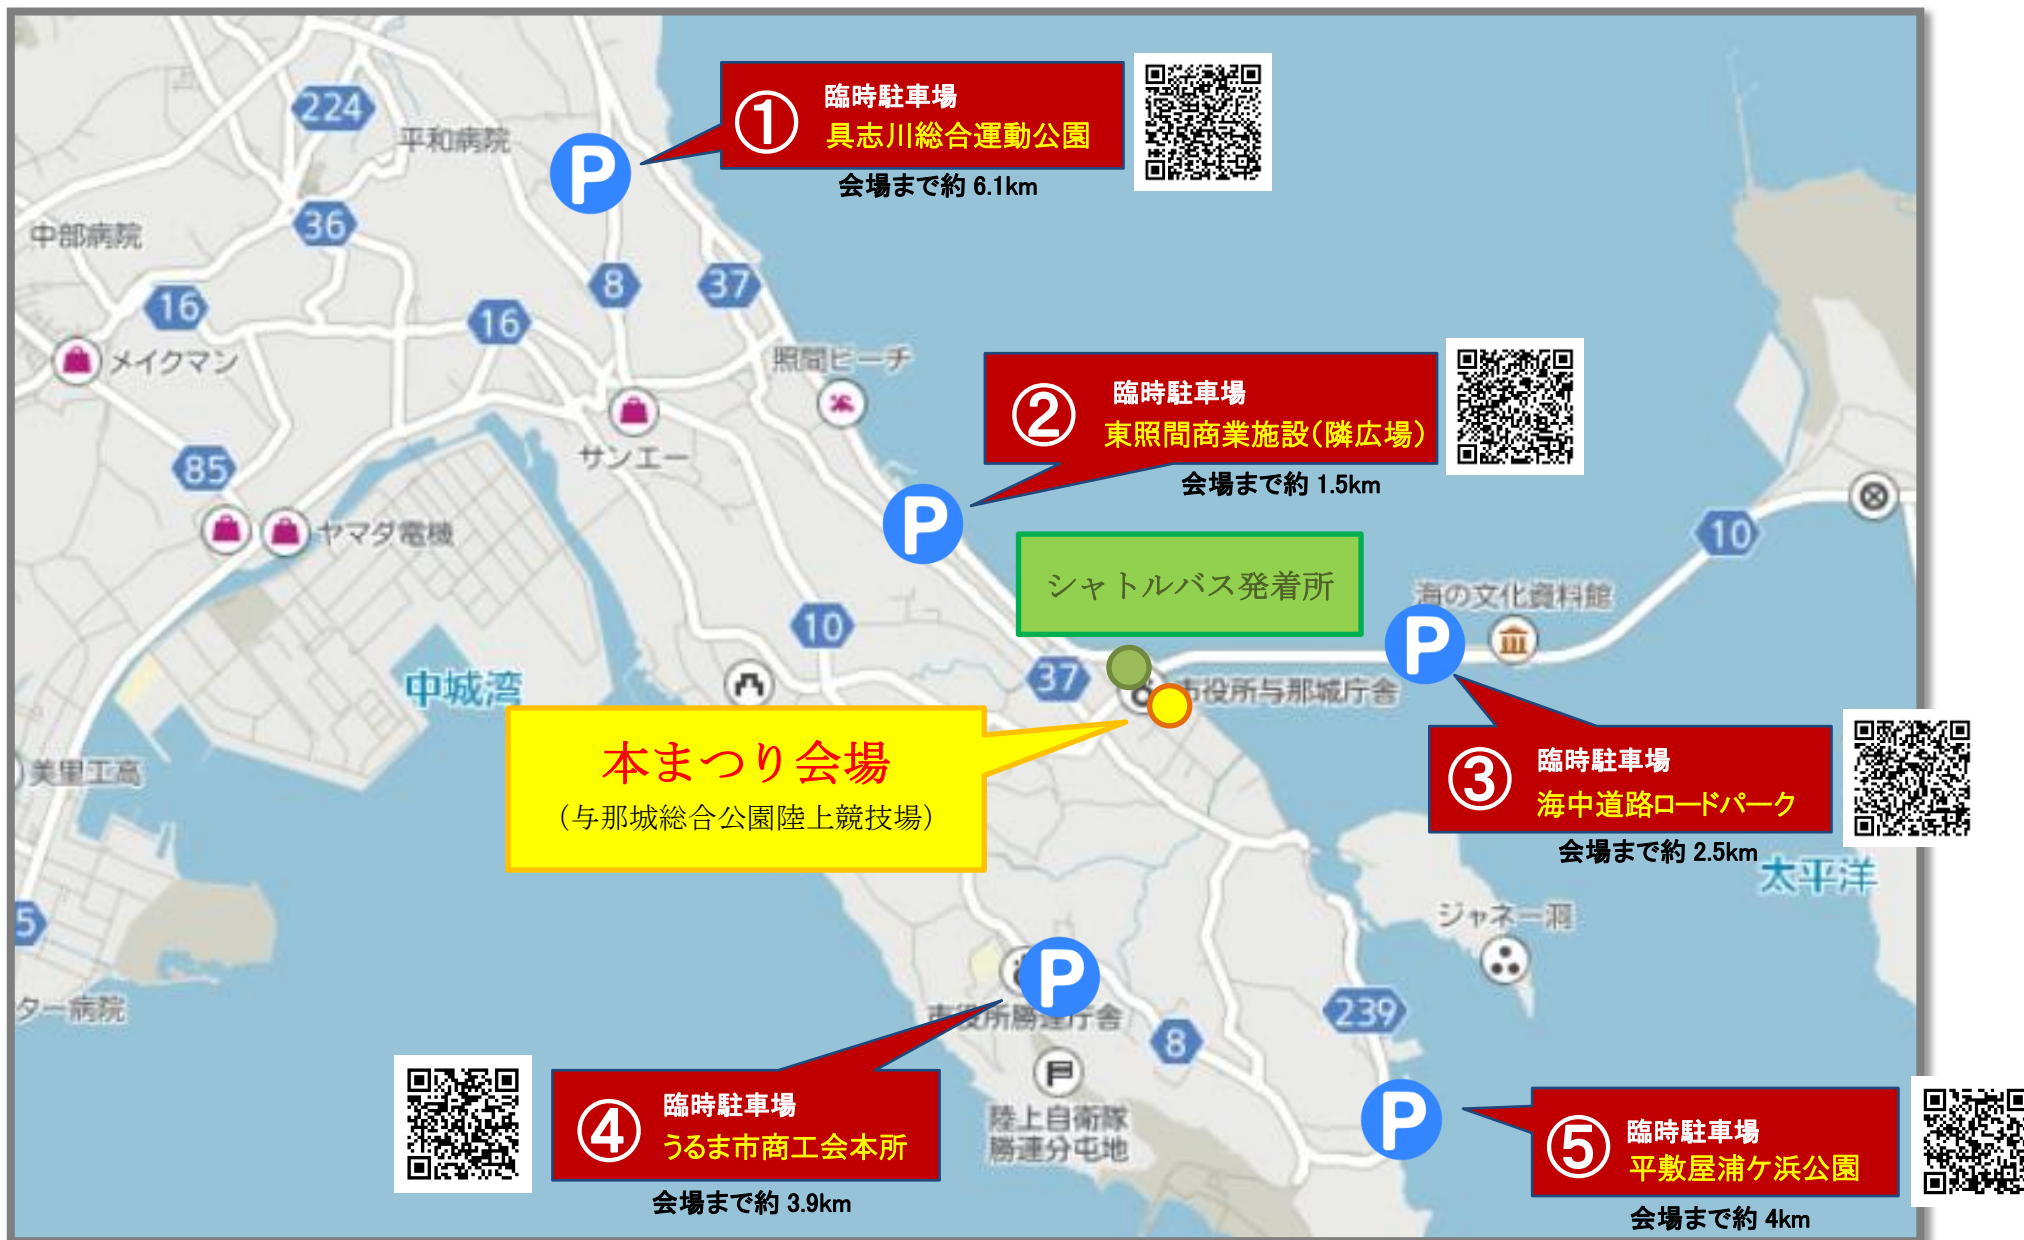 ①
臨時駐車場
具志川総合運動公園
会場まで約 6.1km
224
平和病院
36
中部病院
8
37
16
16
メイクマン
照間ビーチ
②
臨時駐車場
東照間商業施設(隣広場)
会場まで約 1.5km
サンエー
85
ヤマダ電機
10
シャトルバス発着所
海の文化資料館
10
37
市役所与那城庁舎
中城湾
本まつり会場
(与那城総合公園陸上競技場)
美里工高
③
臨時駐車場
海中道路ロードパーク
会場まで約 2.5km
太平洋
ジャネー洞
5
ター病院
市役所勝連庁舎
239
8
陸上自衛隊
勝連分屯地
④
臨時駐車場
うるま市商工会本所
会場まで約 3.9km
⑤
臨時駐車場
平敷屋浦ケ浜公園
会場まで約 4km